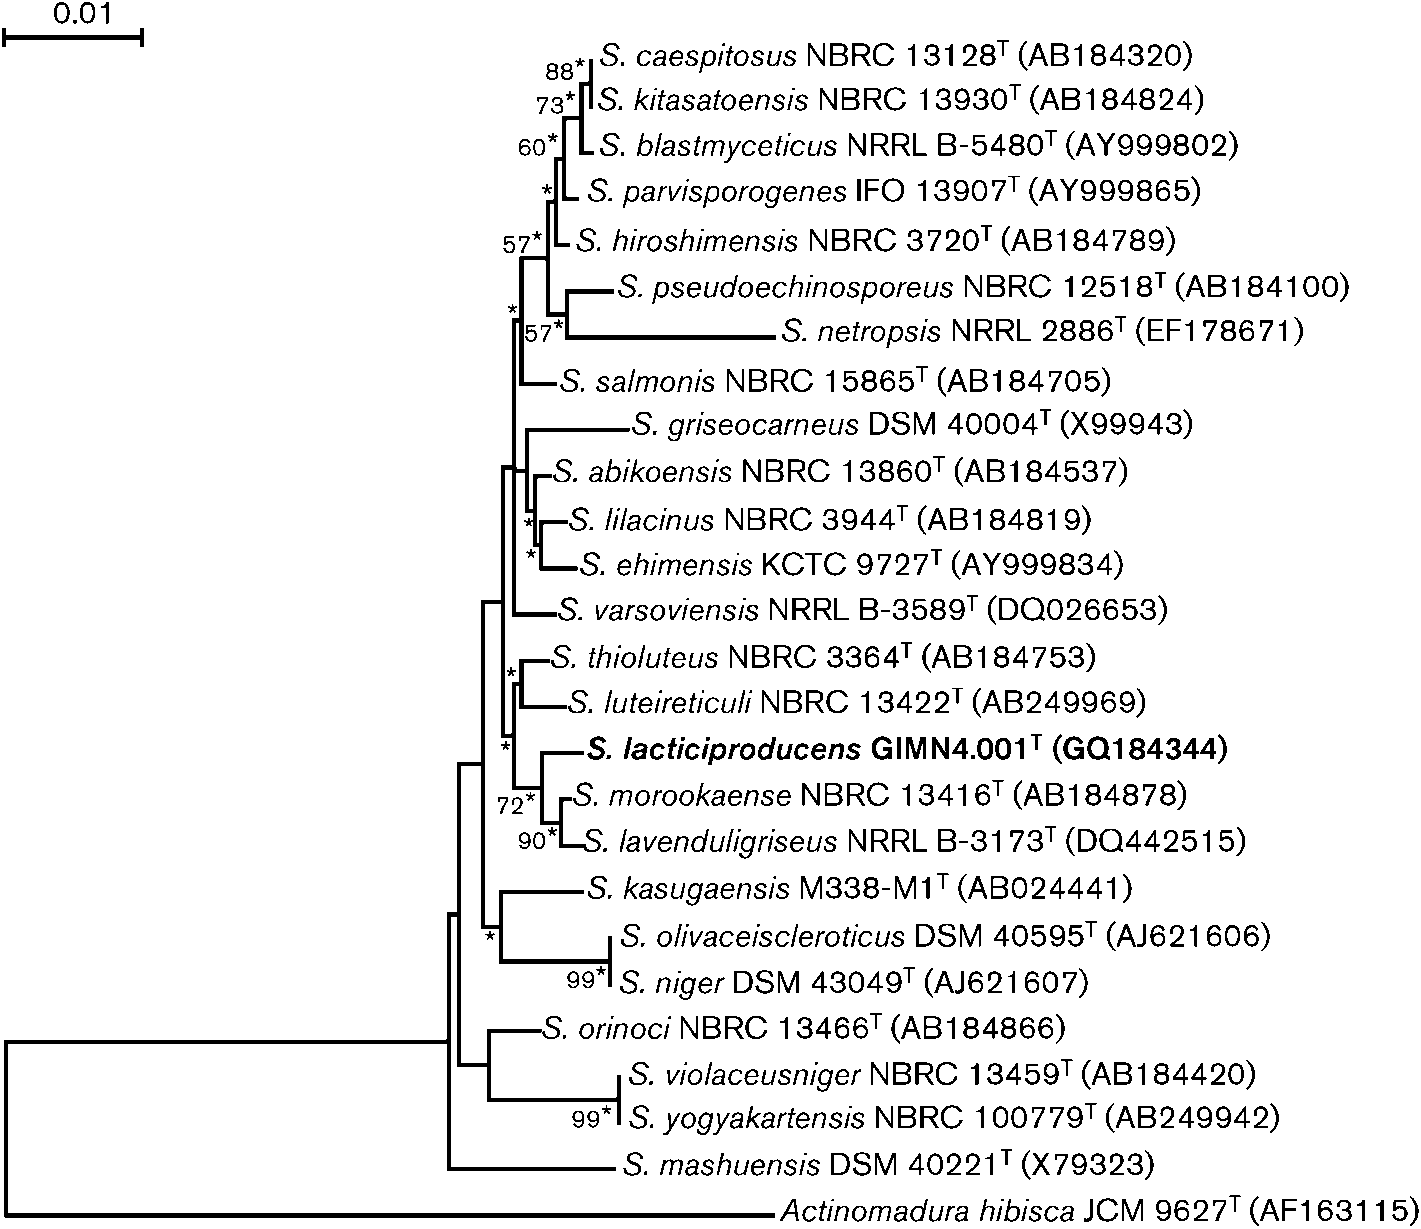 0.01
S. caespitosus NBRC 13128ᵀ (AB184320)
88*
S. kitasatoensis NBRC 13930ᵀ (AB184824)
73*
S. blastmyceticus NRRL B-5480ᵀ (AY999802)
60*
S. parvisporogenes IFO 13907ᵀ (AY999865)
*
S. hiroshimensis NBRC 3720ᵀ (AB184789)
57*
S. pseudoechinosporeus NBRC 12518ᵀ (AB184100)
*
S. netropsis NRRL 2886ᵀ (EF178671)
57*
S. salmonis NBRC 15865ᵀ (AB184705)
S. griseocarneus DSM 40004ᵀ (X99943)
S. abikoensis NBRC 13860ᵀ (AB184537)
S. lilacinus NBRC 3944ᵀ (AB184819)
*
S. ehimensis KCTC 9727ᵀ (AY999834)
*
S. varsoviensis NRRL B-3589ᵀ (DQ026653)
S. thioluteus NBRC 3364ᵀ (AB184753)
*
S. luteireticuli NBRC 13422ᵀ (AB249969)
S. lacticiproducens GIMN4.001ᵀ (GQ184344)
*
S. morookaense NBRC 13416ᵀ (AB184878)
72*
S. lavenduligriseus NRRL B-3173ᵀ (DQ442515)
90*
S. kasugaensis M338-M1ᵀ (AB024441)
S. olivaceiscleroticus DSM 40595ᵀ (AJ621606)
*
S. niger DSM 43049ᵀ (AJ621607)
99*
S. orinoci NBRC 13466ᵀ (AB184866)
S. violaceusniger NBRC 13459ᵀ (AB184420)
S. yogyakartensis NBRC 100779ᵀ (AB249942)
99*
S. mashuensis DSM 40221ᵀ (X79323)
Actinomadura hibisca JCM 9627ᵀ (AF163115)